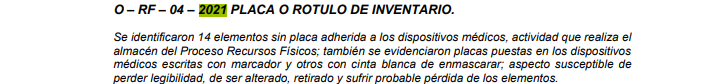 O – RF – 04 – 2021 PLACA O ROTULO DE INVENTARIO.
Se identificaron 14 elementos sin placa adherida a los dispositivos médicos, actividad que realiza el
almacén del Proceso Recursos Físicos; también se evidenciaron placas puestas en los dispositivos
médicos escritas con marcador y otros con cinta blanca de enmascarar; aspecto susceptible de
perder legibilidad, de ser alterado, retirado y sufrir probable pérdida de los elementos.